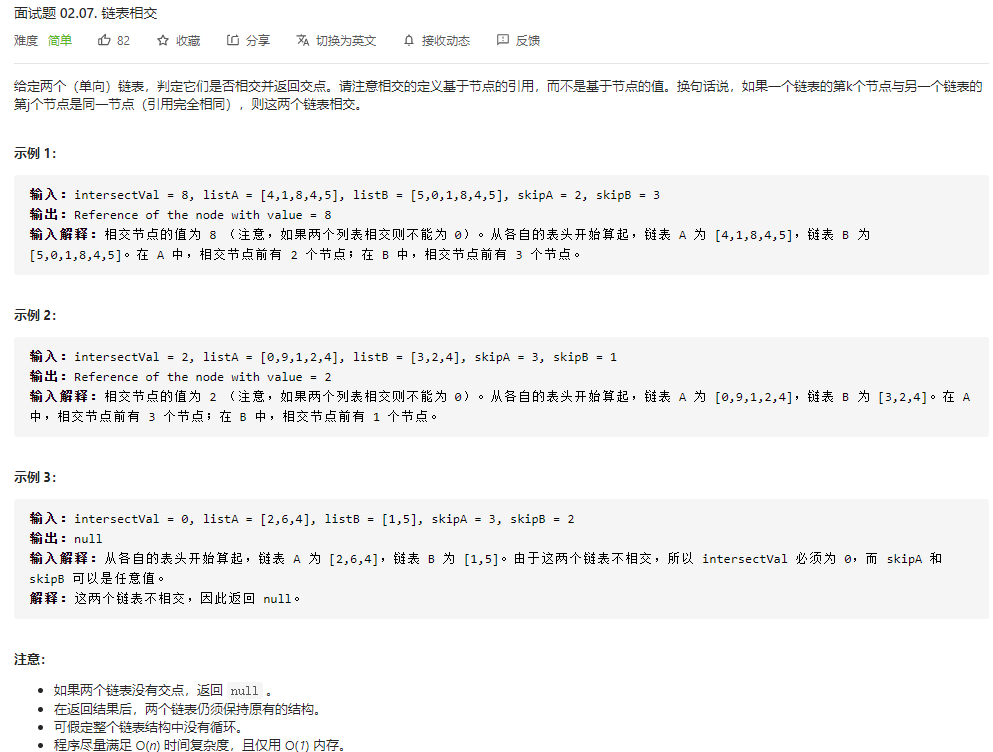 面试题 02.07. 链表相交
难度 简单 82 收藏 分享 切换为英文 接收动态 反馈
给定两个（单向）链表，判定它们是否相交并返回交点。请注意相交的定义基于节点的引用，而不是基于节点的值。换句话说，如果一个链表的第k个节点与另一个链表的
第j个节点是同一节点（引用完全相同），则这两个链表相交。
示例 1：
输入：intersectVal = 8, listA = [4,1,8,4,5], listB = [5,0,1,8,4,5], skipA = 2, skipB = 3
输出：Reference of the node with value = 8
输入解释：相交节点的值为 8 （注意，如果两个列表相交则不能为 0）。从各自的表头开始算起，链表 A 为 [4,1,8,4,5]，链表 B 为
[5,0,1,8,4,5]。在 A 中，相交节点前有 2 个节点；在 B 中，相交节点前有 3 个节点。
示例 2：
输入：intersectVal = 2, listA = [0,9,1,2,4], listB = [3,2,4], skipA = 3, skipB = 1
输出：Reference of the node with value = 2
输入解释：相交节点的值为 2 （注意，如果两个列表相交则不能为 0）。从各自的表头开始算起，链表 A 为 [0,9,1,2,4]，链表 B 为 [3,2,4]。在 A
中，相交节点前有 3 个节点；在 B 中，相交节点前有 1 个节点。
示例 3：
输入：intersectVal = 0, listA = [2,6,4], listB = [1,5], skipA = 3, skipB = 2
输出：null
输入解释：从各自的表头开始算起，链表 A 为 [2,6,4]，链表 B 为 [1,5]。由于这两个链表不相交，所以 intersectVal 必须为 0，而 skipA 和
skipB 可以是任意值。
解释：这两个链表不相交，因此返回 null。
注意：
• 如果两个链表没有交点，返回 null 。
• 在返回结果后，两个链表仍须保持原有的结构。
• 可假定整个链表结构中没有循环。
• 程序尽量满足 O(n) 时间复杂度，且仅用 O(1) 内存。